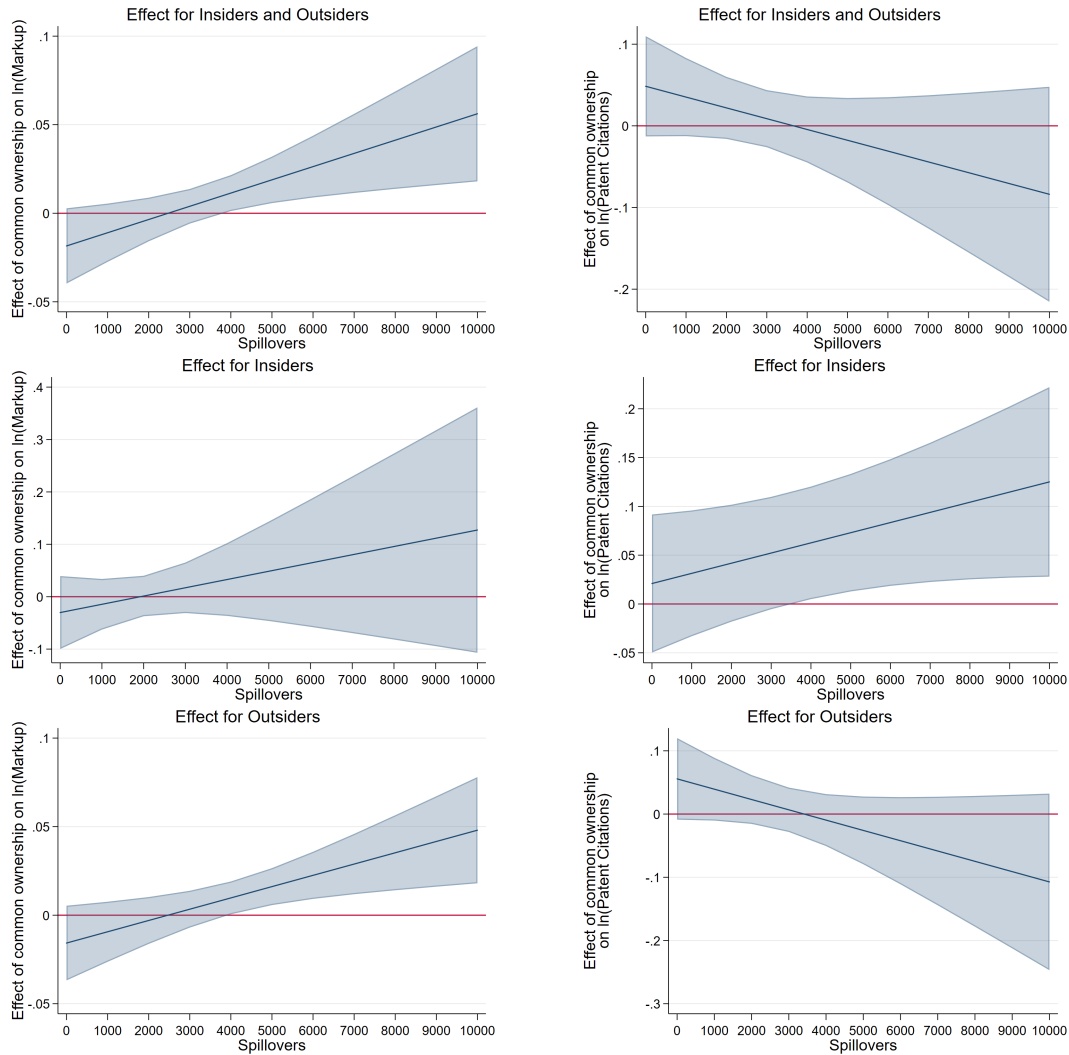 Effect for Insiders and Outsiders
Effect of common ownership on ln(Markup)
.1
.05
0
-.05
0 1000 2000 3000 4000 5000 6000 7000 8000 9000 10000
Spillovers
Effect for Insiders and Outsiders
Effect of common ownership
on ln(Patent Citations)
.1
0
-.1
-.2
0 1000 2000 3000 4000 5000 6000 7000 8000 9000 10000
Spillovers
Effect for Insiders
Effect of common ownership on ln(Markup)
.4
.3
.2
.1
0
-.1
0 1000 2000 3000 4000 5000 6000 7000 8000 9000 10000
Spillovers
Effect for Insiders
Effect of common ownership
on ln(Patent Citations)
.2
.15
.1
.05
0
-.05
0 1000 2000 3000 4000 5000 6000 7000 8000 9000 10000
Spillovers
Effect for Outsiders
Effect of common ownership on ln(Markup)
.1
.05
0
-.05
0 1000 2000 3000 4000 5000 6000 7000 8000 9000 10000
Spillovers
Effect for Outsiders
Effect of common ownership
on ln(Patent Citations)
.1
0
-.1
-.2
-.3
0 1000 2000 3000 4000 5000 6000 7000 8000 9000 10000
Spillovers